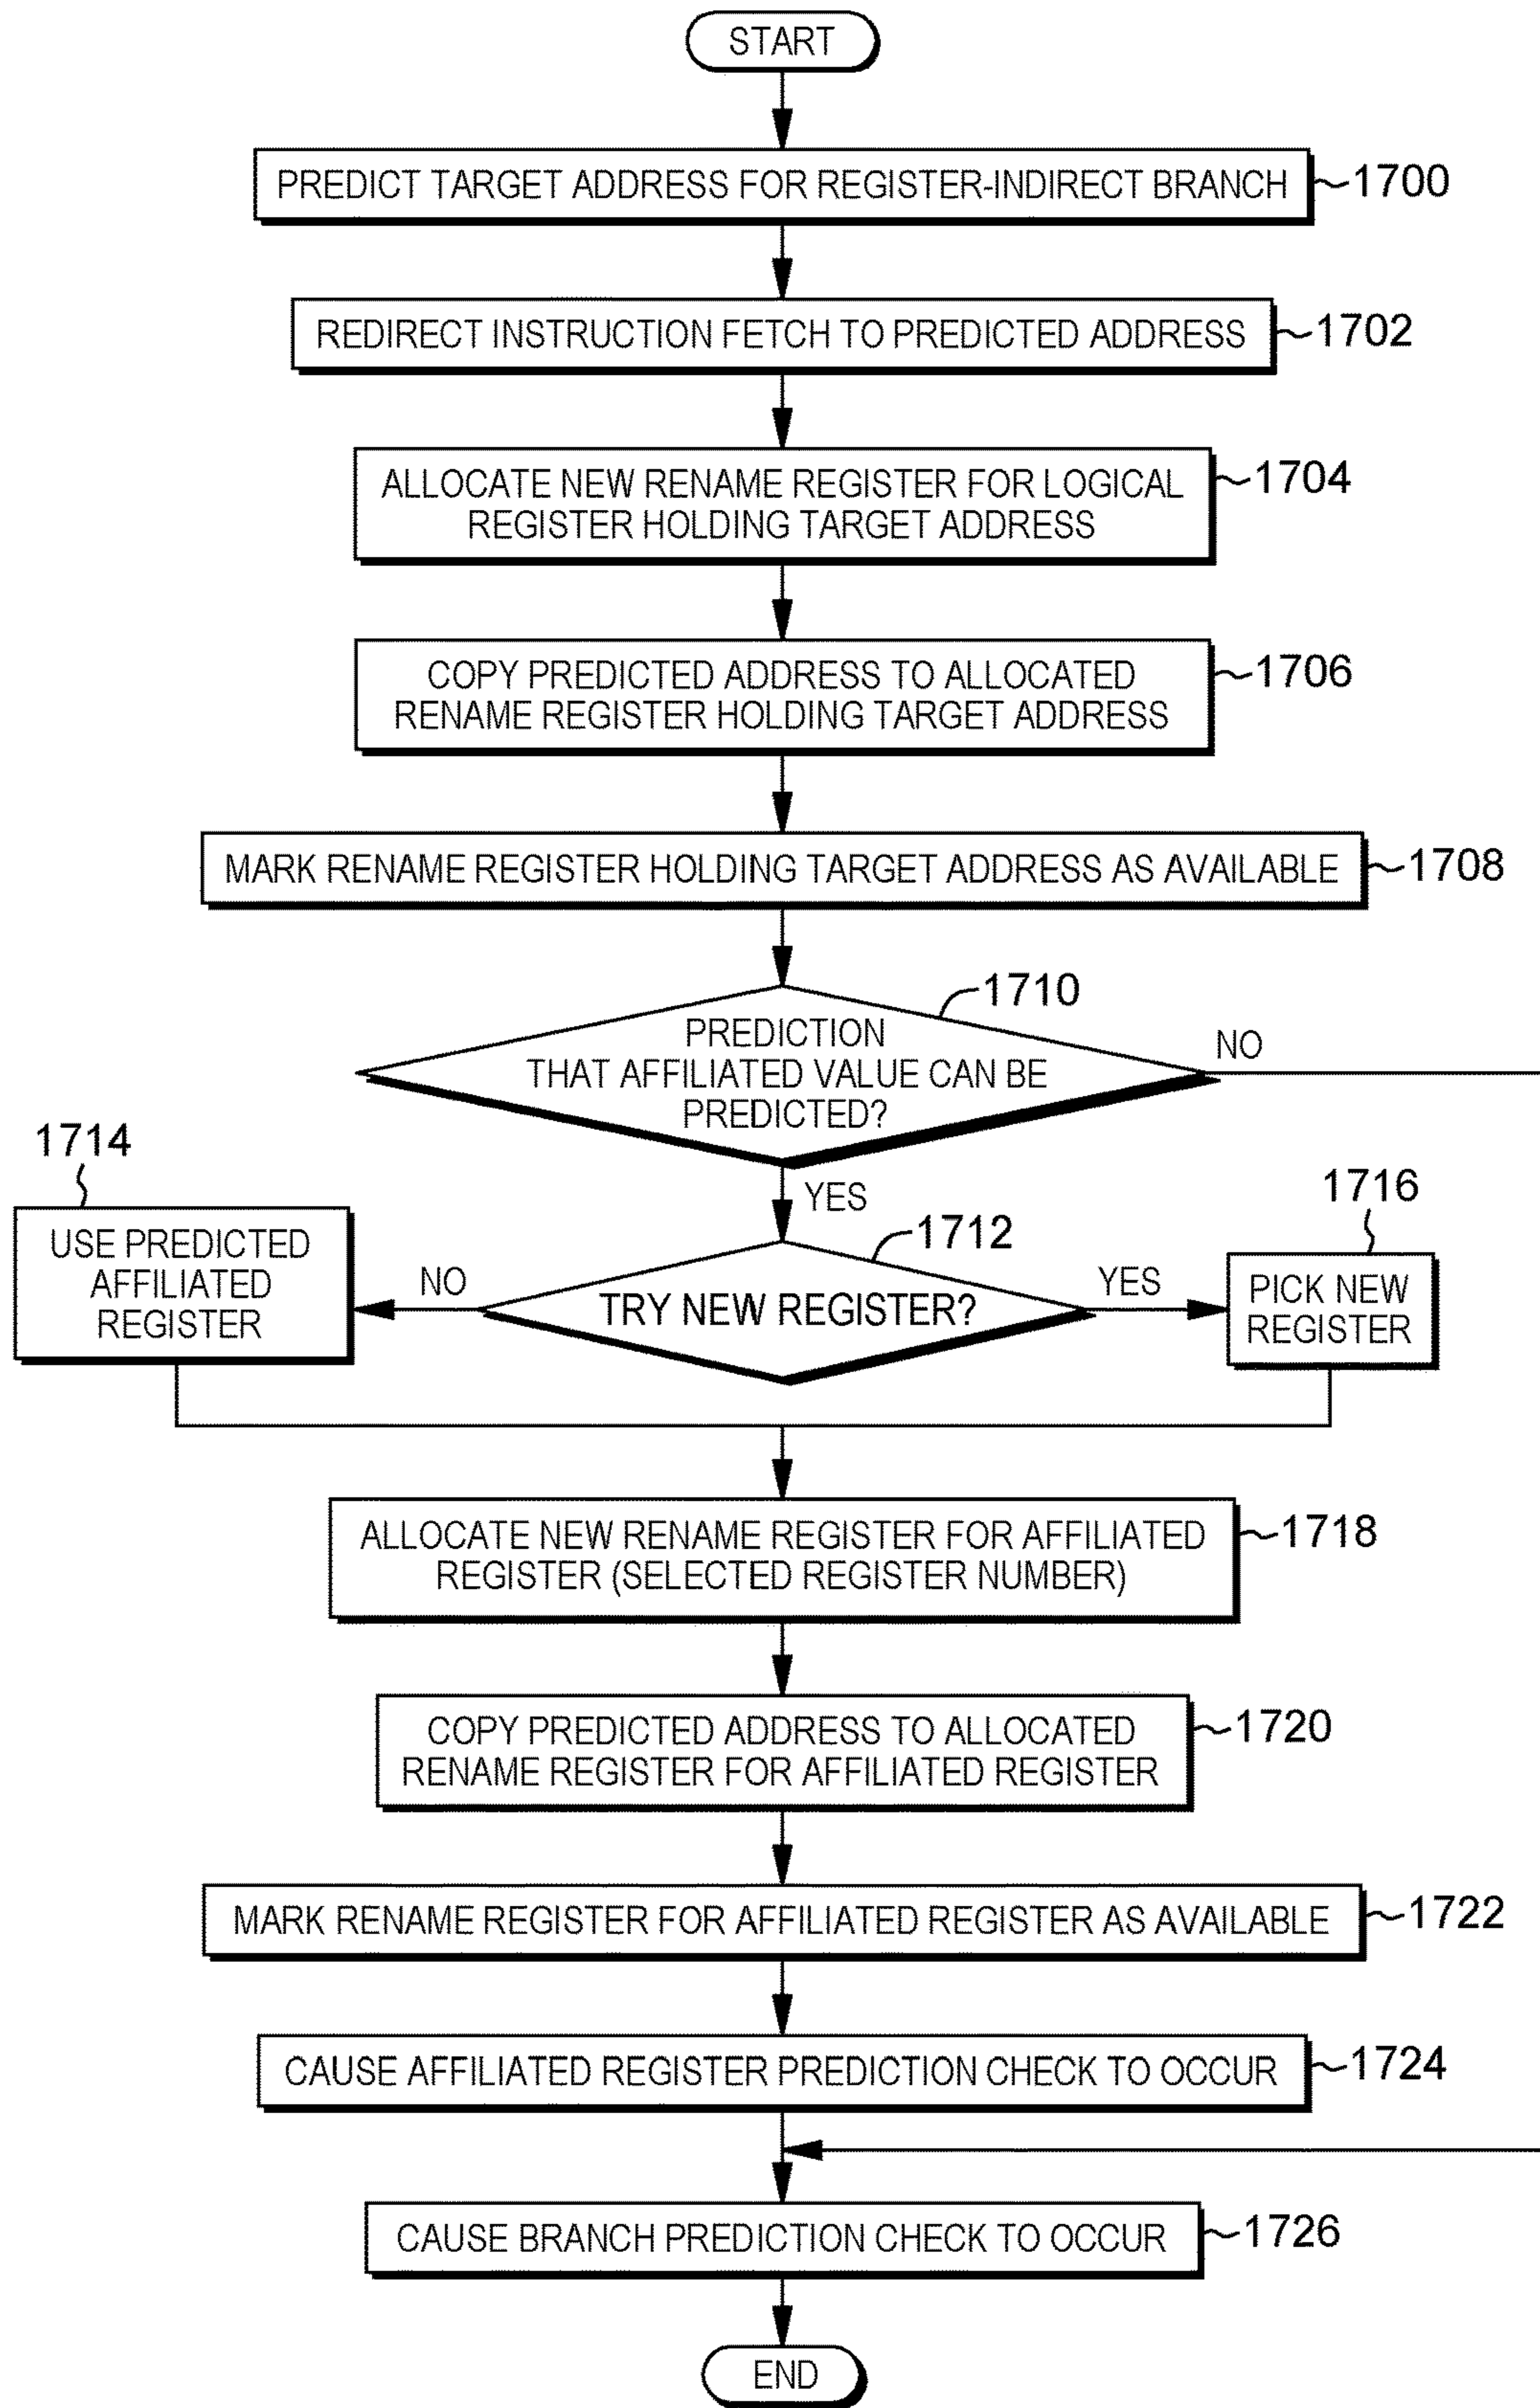 START
PREDICT TARGET ADDRESS FOR REGISTER-INDIRECT BRANCH
1700
REDIRECT INSTRUCTION FETCH TO PREDICTED ADDRESS
1702
ALLOCATE NEW RENAME REGISTER FOR LOGICAL
REGISTER HOLDING TARGET ADDRESS
1704
COPY PREDICTED ADDRESS TO ALLOCATED
RENAME REGISTER HOLDING TARGET ADDRESS
1706
MARK RENAME REGISTER HOLDING TARGET ADDRESS AS AVAILABLE
1708
1710
PREDICTION
THAT AFFILIATED VALUE CAN BE
PREDICTED?
NO
YES
1714
USE PREDICTED
AFFILIATED
REGISTER
NO
1712
TRY NEW REGISTER?
YES
1716
PICK NEW
REGISTER
ALLOCATE NEW RENAME REGISTER FOR AFFILIATED
REGISTER (SELECTED REGISTER NUMBER)
1718
COPY PREDICTED ADDRESS TO ALLOCATED
RENAME REGISTER FOR AFFILIATED REGISTER
1720
MARK RENAME REGISTER FOR AFFILIATED REGISTER AS AVAILABLE
1722
CAUSE AFFILIATED REGISTER PREDICTION CHECK TO OCCUR
1724
CAUSE BRANCH PREDICTION CHECK TO OCCUR
1726
END